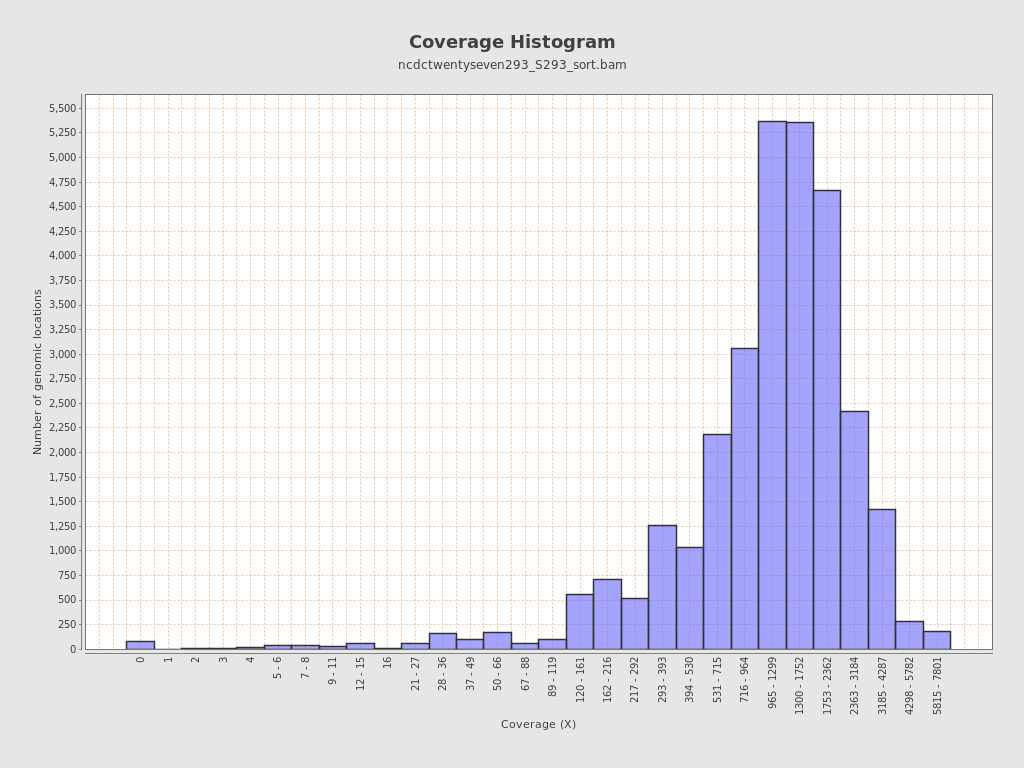 Coverage Histogram
ncdctwentyseven293_S293_sort.bam
5,500
5,250
5,000
4,750
4,500
4,250
4,000
3,750
3,500
3,250
3,000
2,750
2,500
2,250
2,000
1,750
1,500
1,250
1,000
750
500
250
0
Number of genomic locations
0
1
2
3
4
5 - 6
7 - 8
9 - 11
12 - 15
16
21 - 27
28 - 36
37 - 49
50 - 66
67 - 88
89 - 119
120 - 161
162 - 216
217 - 292
293 - 393
394 - 530
531 - 715
716 - 964
965 - 1299
1300 - 1752
1753 - 2362
2363 - 3184
3185 - 4287
4298 - 5782
5815 - 7801
Coverage (X)